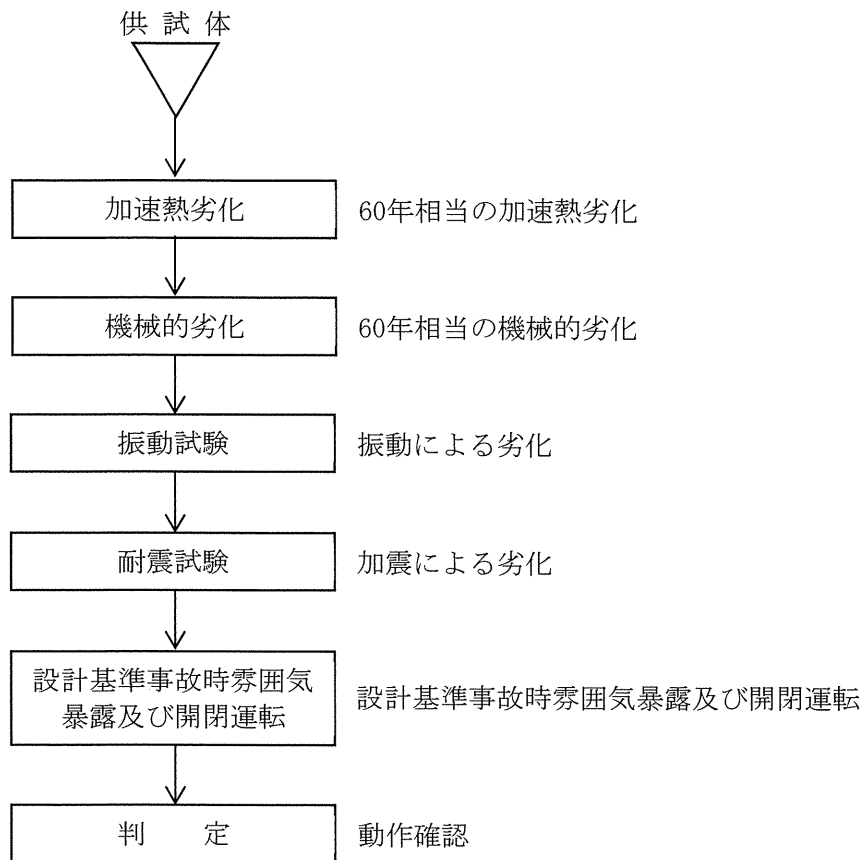 供 試 体
加速熱劣化
60年相当の加速熱劣化
機械的劣化
60年相当の機械的劣化
振動試験
振動による劣化
耐震試験
加震による劣化
設計基準事故時雰囲気
暴露及び開閉運転
設計基準事故時雰囲気暴露及び開閉運転
判 定
動作確認